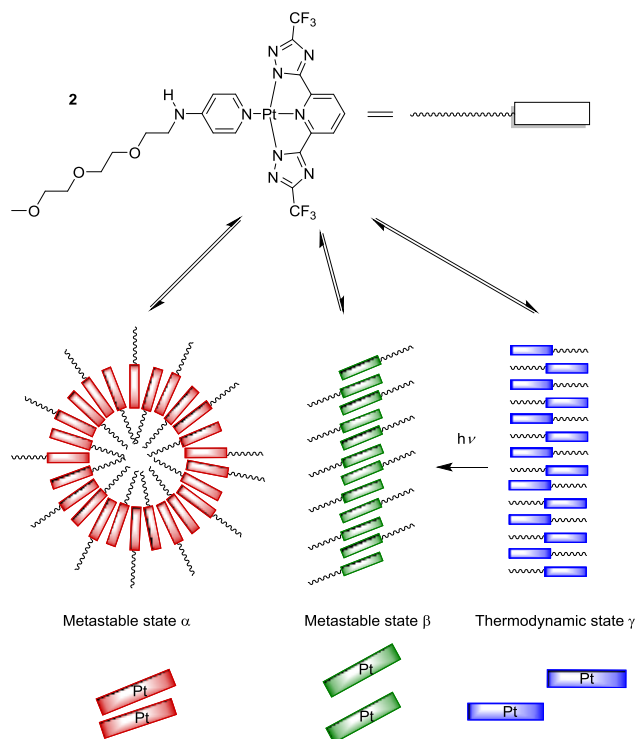 CF3
N
N
N
2
H
N
N
Pt
N
O
O
N
N
N
O
CF3
hν
Metastable state α
Metastable state β
Thermodynamic state γ
Pt
Pt
Pt
Pt
Pt
Pt